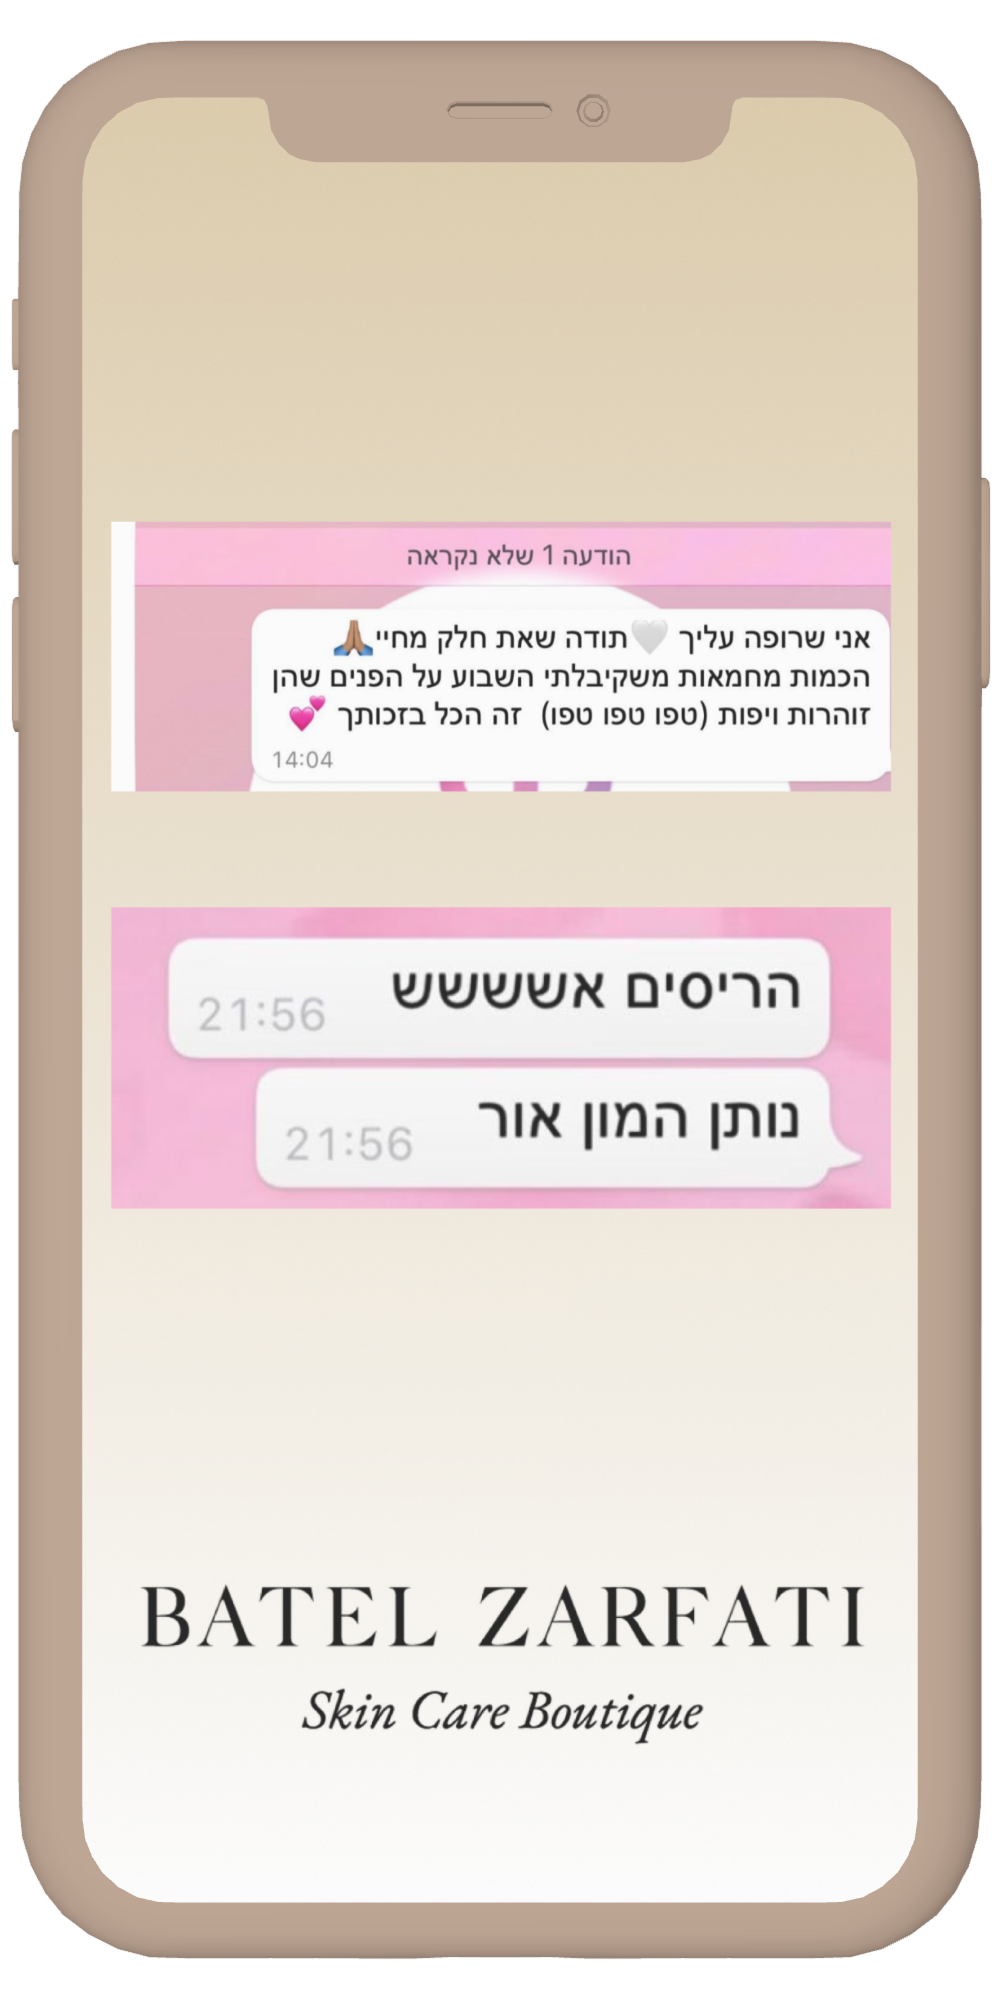 הודעה 1 שלא נקראה
אני שרופה עליך 🤍תודה שאת חלק מחיי🙏🏽
הכמות מחמאות משקיבלתי השבוע על הפנים שהן
זוהרות ויפות (טפו טפו טפו)  זה הכל בזכותך 💕
14:04
הריסים אששששש
21:56
נותן המון אור
21:56
BATEL ZARFATI
Skin Care Boutique